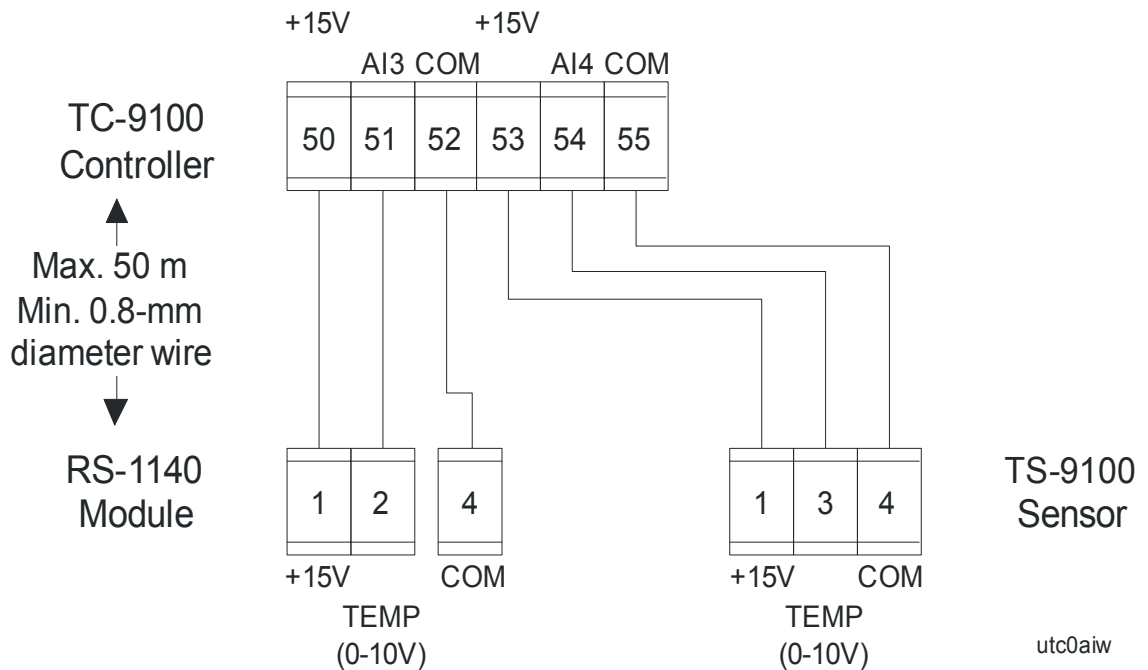 +15V +15V
AI3 COM AI4 COM
TC-9100
Controller
50 51 52 53 54 55
Max. 50 m
Min. 0.8-mm
diameter wire
RS-1140
Module
1 2 4
1 3 4
TS-9100
Sensor
+15V COM
+15V COM
TEMP
(0-10V)
TEMP
(0-10V)
utc0aiw